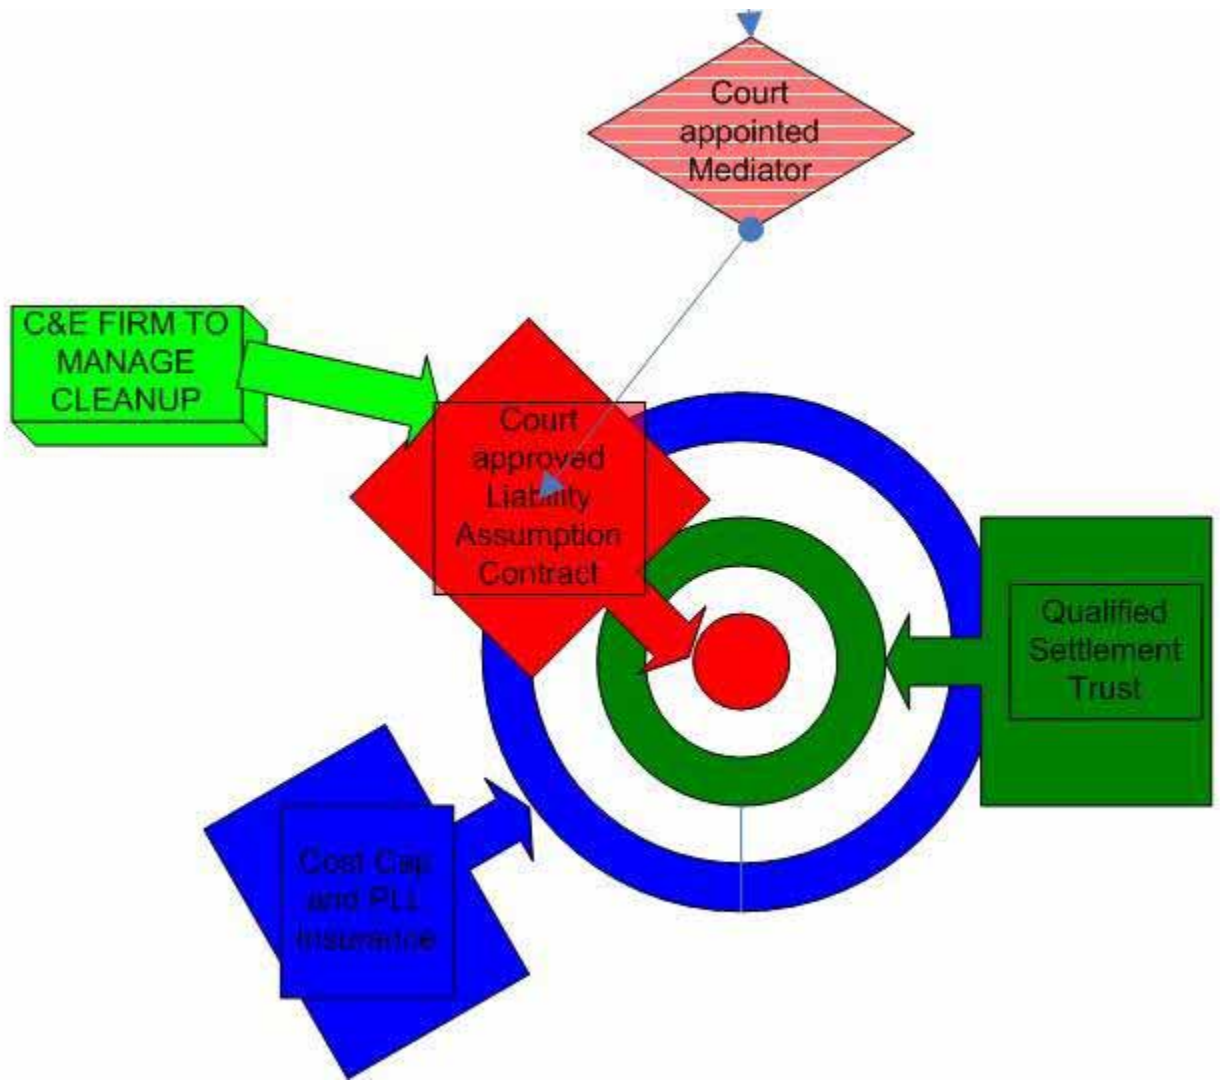 Court
appointed
Mediator
C&E FIRM TO
MANAGE
CLEANUP
Court
approved
Liability
Assumption
Contract
Qualified
Settlement
Trust
Cost Cap
and PLL
Insurance